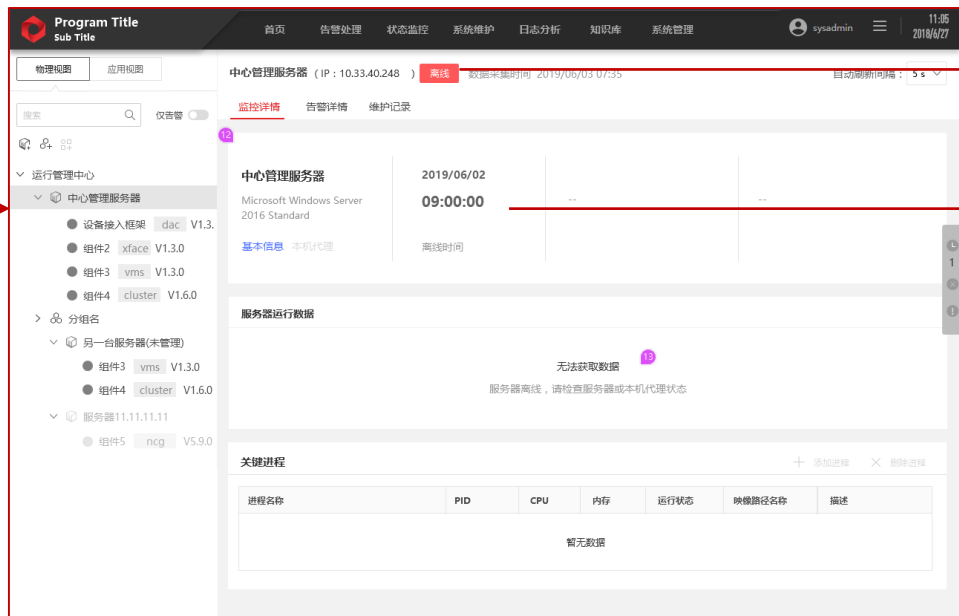 Program Title
Sub Title
首页 告警处理 状态监控 系统维护 日志分析 知识库 系统管理
sysadmin
11:05
2018/6/27
物理视图 应用视图
搜索
仅告警
运行管理中心
中心管理服务器
设备接入框架 dac V1.3.
组件2 xface V1.3.0
组件3 vms V1.3.0
组件4 cluster V1.6.0
分组名
另一台服务器(未管理)
组件3 vms V1.3.0
组件4 cluster V1.6.0
服务器11.11.11.11
组件5 ncg V5.9.0
中心管理服务器 ( IP : 10.33.40.248 ) 离线 数据采集时间 2019/06/03 07:35
自动刷新间隔： 5 s
监控详情 告警详情 维护记录
12
中心管理服务器
Microsoft Windows Server
2016 Standard
基本信息 本机代理
2019/06/02
09:00:00
离线时间
--
--
1
服务器运行数据
无法获取数据
13
服务器离线，请检查服务器或本机代理状态
关键进程
添加进程 删除进程
进程名称 PID CPU 内存 运行状态 映像路径名称 描述
暂无数据